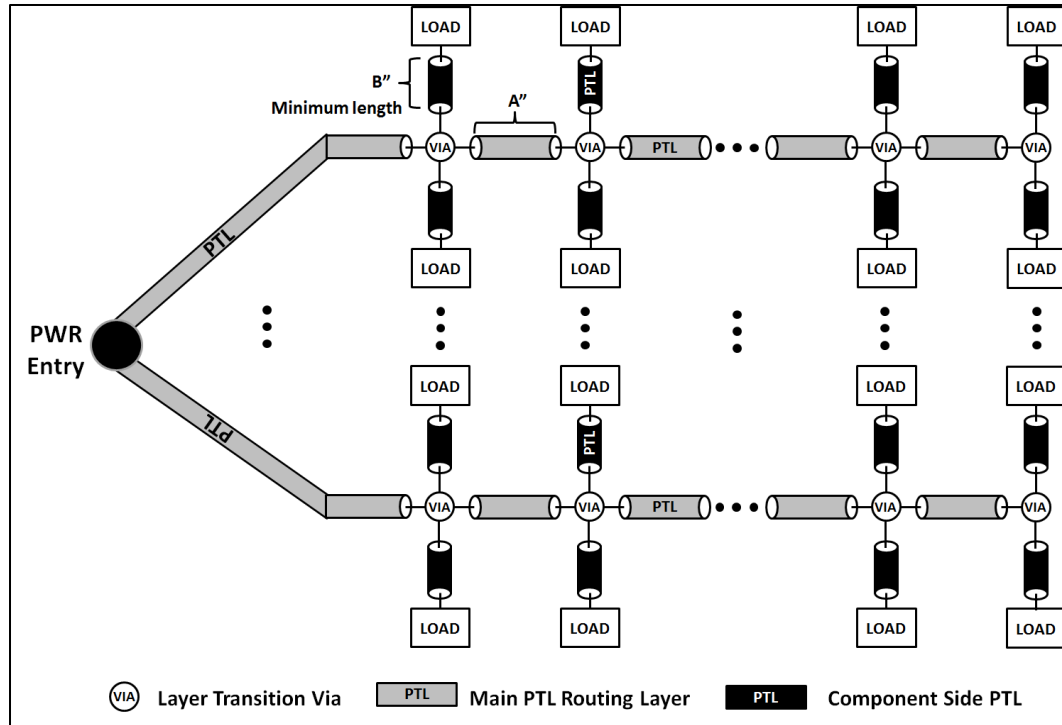 LOAD LOAD LOAD LOAD
B”
Minimum length
PTL
A”
VIA VIA PTL VIA VIA
PTL
LOAD LOAD LOAD LOAD
PWR
Entry
LOAD LOAD LOAD LOAD
PTL
PTL
VIA VIA PTL VIA VIA
LOAD LOAD LOAD LOAD
VIA Layer Transition Via PTL Main PTL Routing Layer PTL Component Side PTL